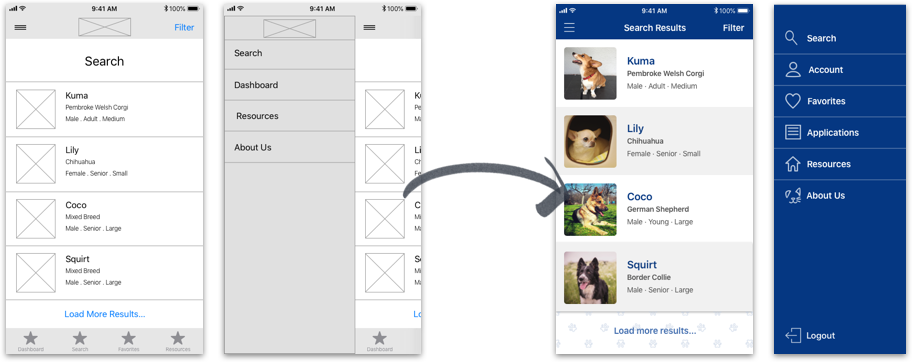 9:41 AM
100%
Filter
Search
Kuma
Pembroke Welsh Corgi
Male . Adult . Medium
Lily
Chihuahua
Female . Senior . Small
Coco
Mixed Breed
Male . Senior . Large
Squirt
Mixed Breed
Male . Senior . Large
Load More Results...
Dashboard
Search
Favorites
Resources
9:41 AM
100%
Search
Dashboard
Resources
About Us
K
Pe
M
Li
Ch
Fe
C
M
M
S
M
M
Lo
Dashboard
9:41 AM
100%
Search Results
Filter
Kuma
Pembroke Welsh Corgi
Male · Adult · Medium
Lily
Chihuahua
Female · Senior · Small
Coco
German Shepherd
Male · Young · Large
Squirt
Border Collie
Male · Senior · Large
Load more results...
Search
Account
Favorites
Applications
Resources
About Us
Logout